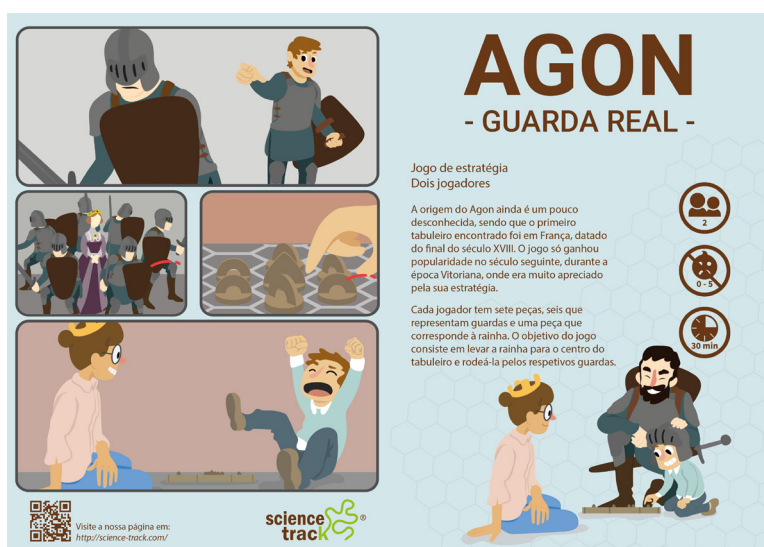 AGON
- GUARDA REAL -
Jogo de estratégia
Dois jogadores
A origem do Agon ainda é um pouco
desconhecida, sendo que o primeiro
tabuleiro encontrado foi em França, datado
do final do século XVIII. O jogo só ganhou
popularidade no século seguinte, durante a
época Vitoriana, onde era muito apreciado
pela sua estratégia.
Cada jogador tem sete peças, seis que
representam guardas e uma peça que
corresponde à rainha. O objetivo do jogo
consiste em levar a rainha para o centro do
tabuleiro e rodeá-la pelos respetivos guardas.
2
0 - 5
30 min
Visite a nossa página em:
http://science-track.com/
science
track®